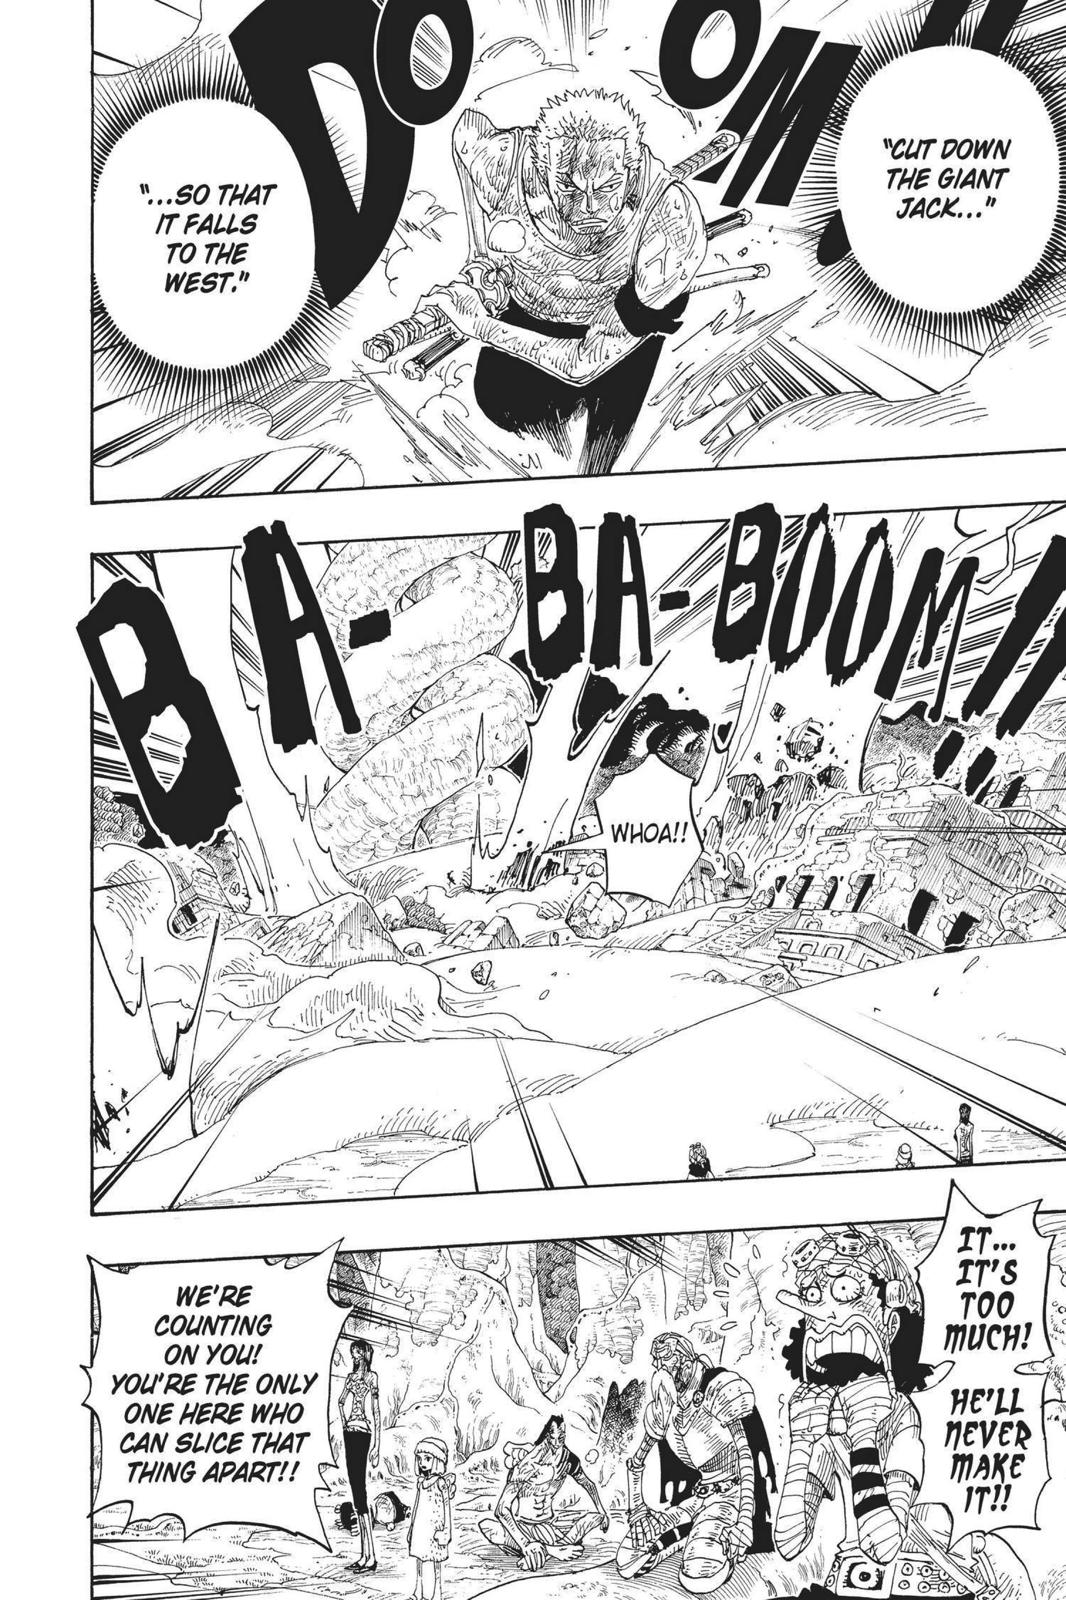 DOOM!!
"CUT DOWN
THE GIANT
JACK..."
"...SO THAT
IT FALLS
TO THE
WEST."
BA-BA-BOOM!!!
WHOA!!
IT...
IT'S
TOO
MUCH!
HE'LL
NEVER
MAKE
IT!!
WE'RE
COUNTING
ON YOU!
YOU'RE THE ONLY
ONE HERE WHO
CAN SLICE THAT
THING APART!!